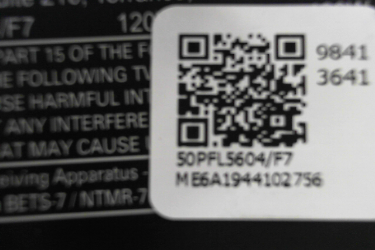 /F7 120
PART 15 OF THE F
E FOLLOWING TW
SE HARMFUL INT
ANY INTERFERE
AT MAY CAUSE
eiving Apparatus -
BETS-7 / NTMR-7
9841
3641
50PFL5604/F7
ME6A1944102756